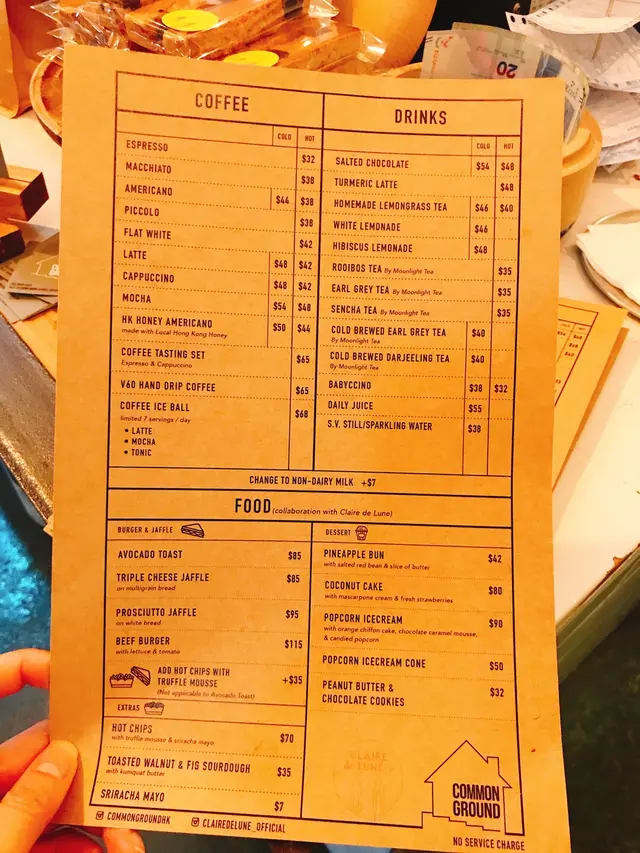 COFFEE
COLD HOT
ESPRESSO $32
MACCHIATO $38
AMERICANO $44 $38
PICCOLO $38
FLAT WHITE $42
LATTE $48 $42
CAPPUCCINO $48 $42
MOCHA $54 $48
HK HONEY AMERICANO $50 $44
made with Local Hong Kong Honey
COFFEE TASTING SET $65
Espresso & Cappuccino
V60 HAND DRIP COFFEE $65
COFFEE ICE BALL $68
limited 7 servings / day
• LATTE
• MOCHA
• TONIC
DRINKS
COLD HOT
SALTED CHOCOLATE $54 $48
TURMERIC LATTE $48
HOMEMADE LEMONGRASS TEA $46 $40
WHITE LEMONADE $46
HIBISCUS LEMONADE $48
ROOIBOS TEA By Moonlight Tea $35
EARL GREY TEA By Moonlight Tea $35
SENCHA TEA By Moonlight Tea $35
COLD BREWED EARL GREY TEA $40
By Moonlight Tea
COLD BREWED DARJEELING TEA $40
By Moonlight Tea
BABYCCINO $38 $32
DAILY JUICE $55
S.V. STILL/SPARKLING WATER $38
CHANGE TO NON-DAIRY MILK +$7
FOOD (collaboration with Claire de Lune)
BURGER & JAFFLE
AVOCADO TOAST $85
TRIPLE CHEESE JAFFLE $85
on multigrain bread
PROSCIUTTO JAFFLE $95
on white bread
BEEF BURGER $115
with lettuce & tomato
ADD HOT CHIPS WITH
TRUFFLE MOUSSE +$35
(Not applicable to Avocado Toast)
EXTRAS
HOT CHIPS $70
with truffle mousse & sriracha mayo
TOASTED WALNUT & FIG SOURDOUGH $35
with kumquat butter
SRIRACHA MAYO $7
DESSERT
PINEAPPLE BUN $42
with salted red bean & slice of butter
COCONUT CAKE $80
with mascarpone cream & fresh strawberries
POPCORN ICECREAM $90
with orange chiffon cake, chocolate caramel mousse,
& candied popcorn
POPCORN ICECREAM CONE $50
PEANUT BUTTER & $32
CHOCOLATE COOKIES
CLAIRE
de LUNE
COMMON
GROUND
COMMONGROUNDHK CLAIREDELUNE_OFFICIAL
NO SERVICE CHARGE
20